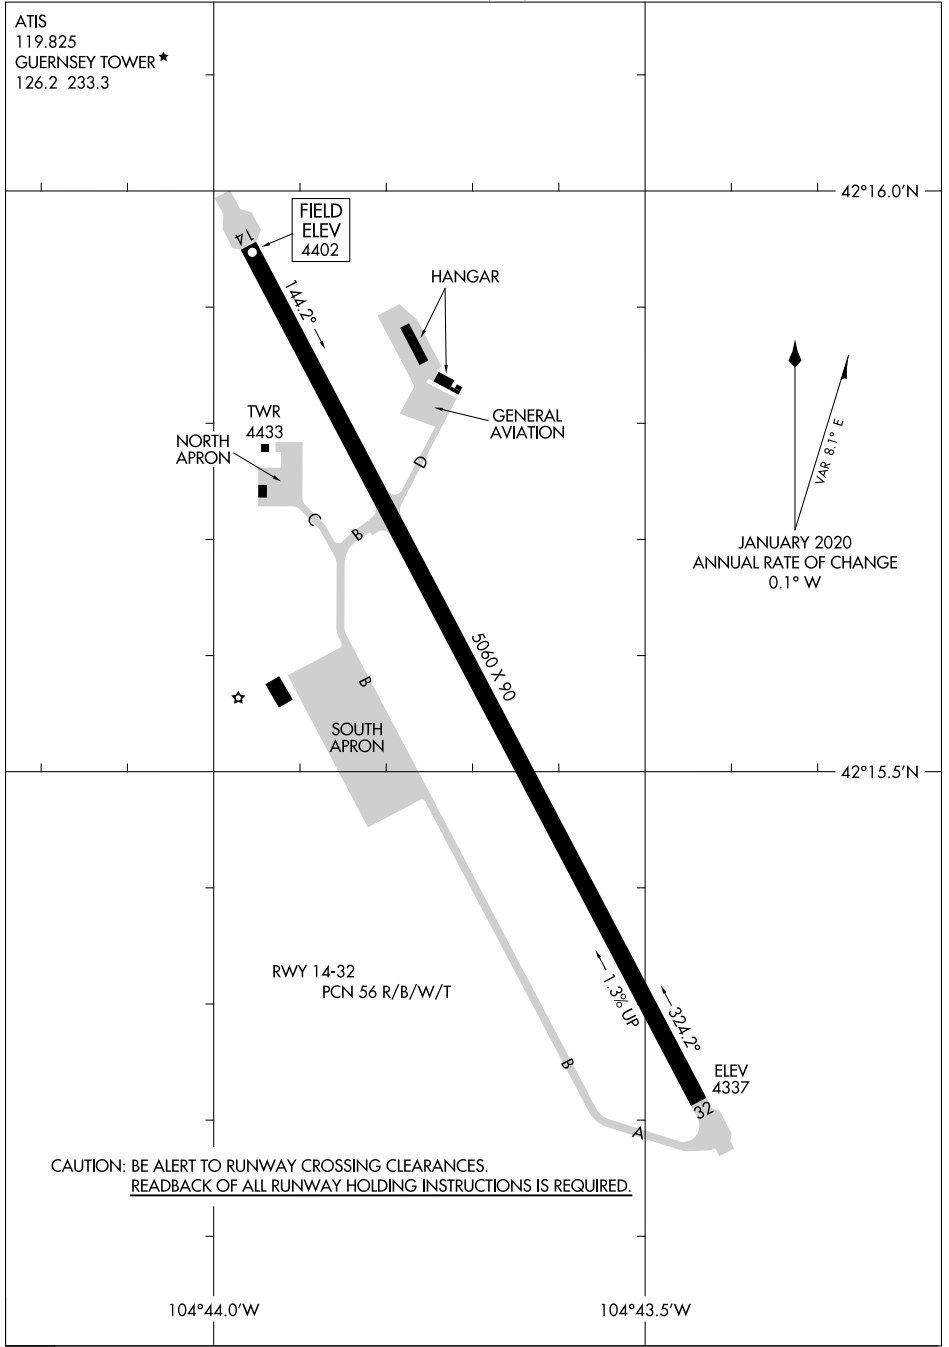 ATIS
119.825
GUERNSEY TOWER ★
126.2 233.3
42°16.0'N
14
FIELD
ELEV
4402
144.2°
HANGAR
TWR
4433
NORTH
APRON
GENERAL
AVIATION
D
C
B
VAR 8.1° E
JANUARY 2020
ANNUAL RATE OF CHANGE
0.1° W
5060 X 90
B
SOUTH
APRON
42°15.5'N
RWY 14-32
PCN 56 R/B/W/T
1.3% UP
324.2°
B
ELEV
4337
32
A
CAUTION: BE ALERT TO RUNWAY CROSSING CLEARANCES.
READBACK OF ALL RUNWAY HOLDING INSTRUCTIONS IS REQUIRED.
104°44.0'W
104°43.5'W